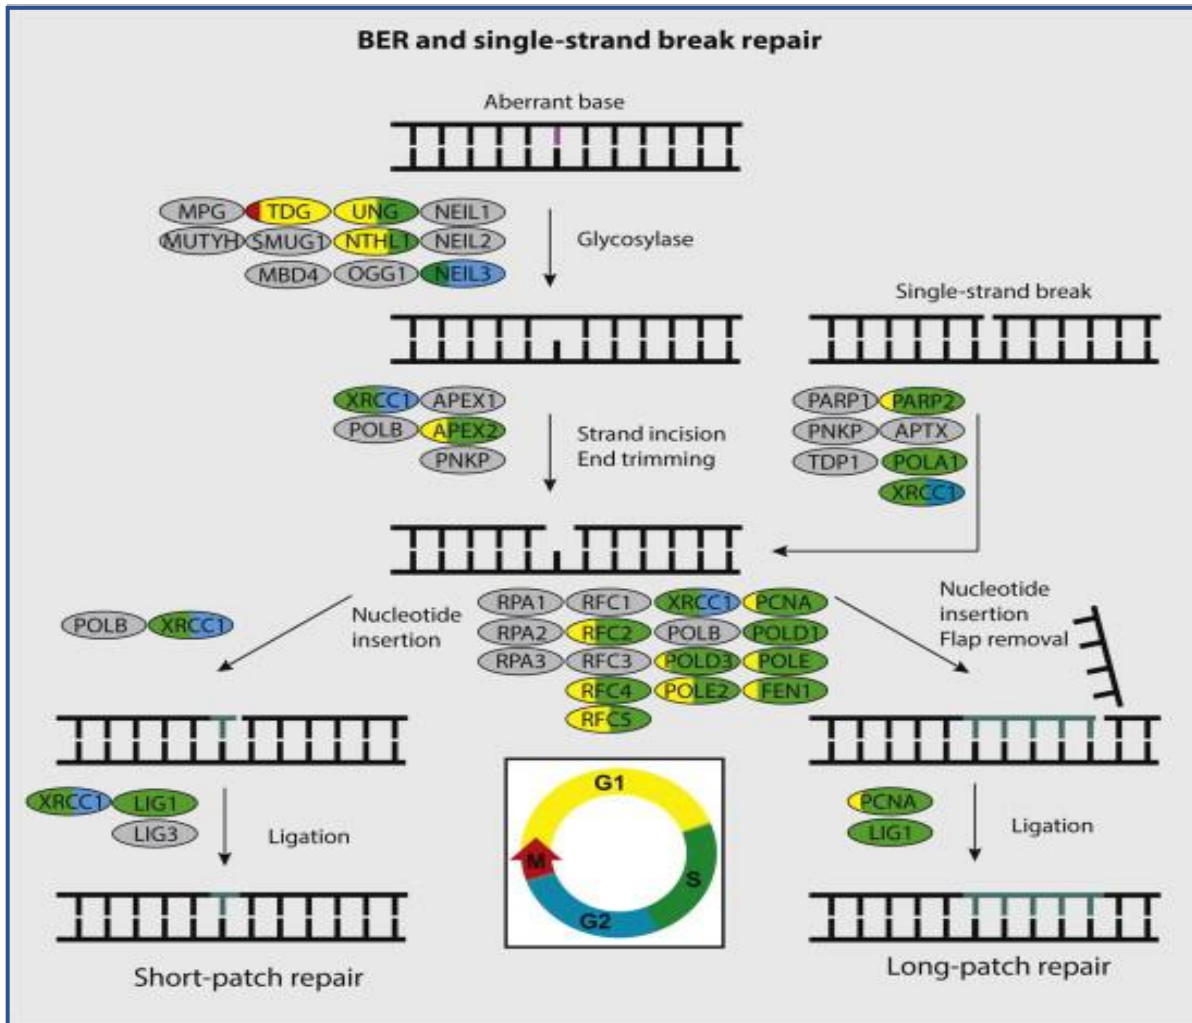 BER and single-strand break repair
Aberrant base
MPG TDG UNG NEIL1
MUTYH SMUG1 NTHL1 NEIL2
MBD4 OGG1 NEIL3
Glycosylase
Single-strand break
XRCC1 APEX1
POLB APEX2
PNKP
Strand incision
End trimming
PARP1 PARP2
PNKP APTX
TDP1 POLA1
XRCC1
POLB XRCC1
Nucleotide
insertion
RPA1 RFC1 XRCC1 PCNA
RPA2 RFC2 POLB POLD1
RPA3 RFC3 POLD3 POLE
RFC4 POLE2 FEN1
RFC5
Nucleotide
insertion
Flap removal
XRCC1 LIG1
LIG3
Ligation
G1
M
S
G2
PCNA
LIG1
Ligation
Short-patch repair
Long-patch repair